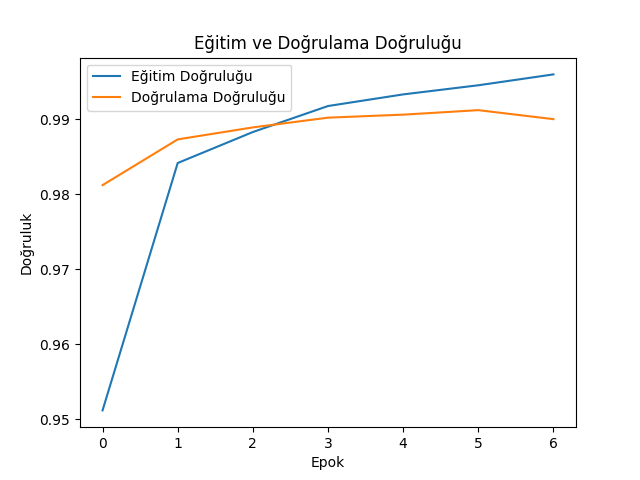 Eğitim ve Doğrulama Doğruluğu
Eğitim Doğruluğu
Doğrulama Doğruluğu
Doğruluk
0.99
0.98
0.97
0.96
0.95
0 1 2 3 4 5 6
Epok